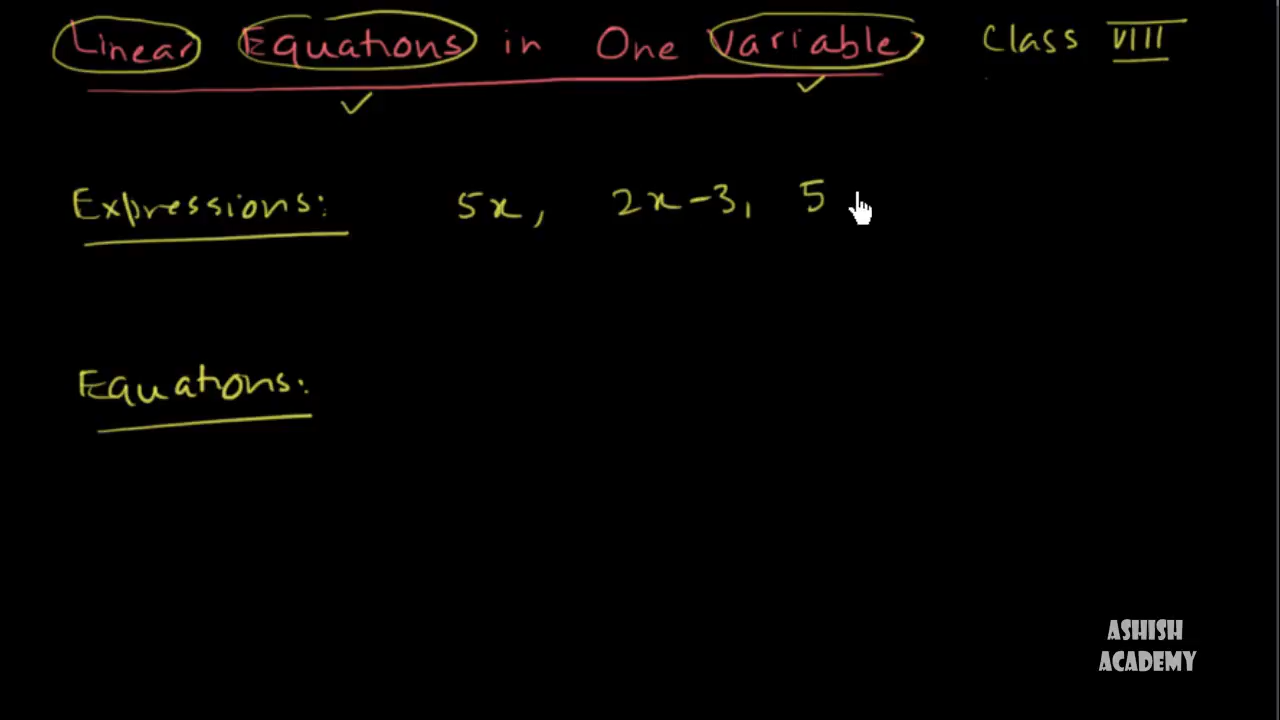 Linear Equations in One Variable Class VIII
Expressions: 5x, 2x-3, 5
Equations:
ASHISH
ACADEMY